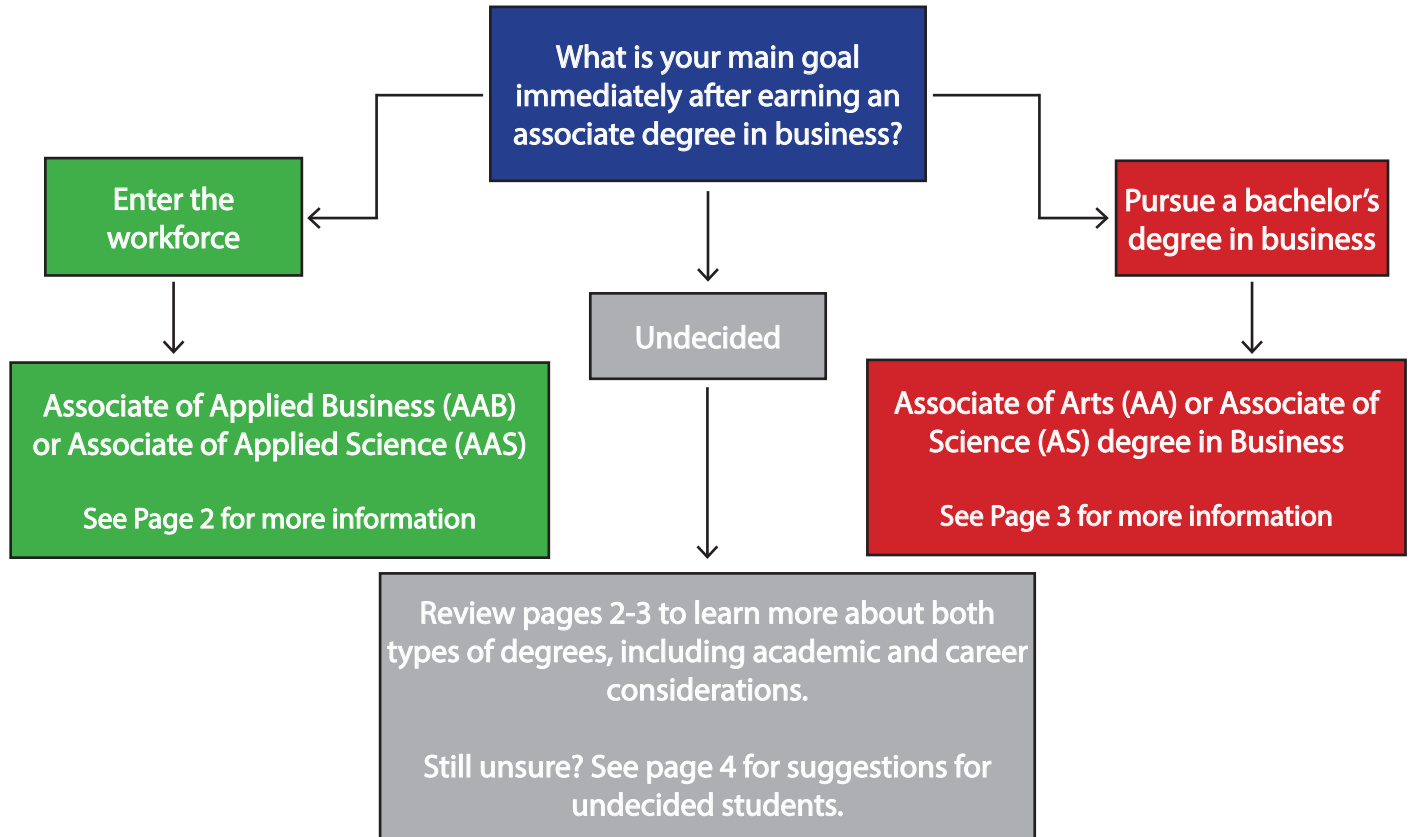 What is your main goal
immediately after earning an
associate degree in business?
Enter the
workforce
Pursue a bachelor’s
degree in business
Undecided
Associate of Applied Business (AAB)
or Associate of Applied Science (AAS)
See Page 2 for more information
Associate of Arts (AA) or Associate of
Science (AS) degree in Business
See Page 3 for more information
Review pages 2-3 to learn more about both
types of degrees, including academic and career
considerations.
Still unsure? See page 4 for suggestions for
undecided students.